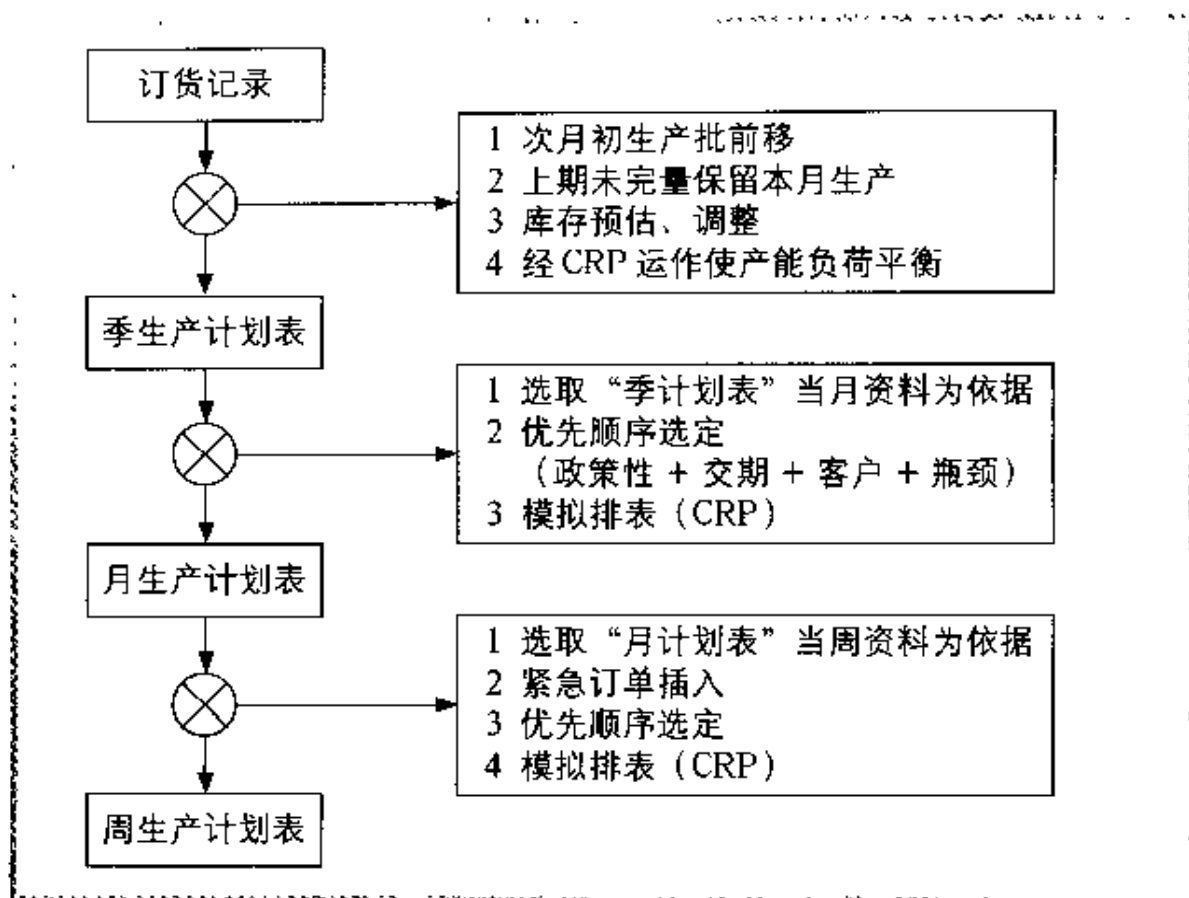 订货记录
1 次月初生产批前移
2 上期未完量保留本月生产
3 库存预估、调整
4 经CRP运作使产能负荷平衡
季生产计划表
1 选取“季计划表”当月资料为依据
2 优先顺序选定
（政策性 + 交期 + 客户 + 瓶颈）
3 模拟排表（CRP）
月生产计划表
1 选取“月计划表”当周资料为依据
2 紧急订单插入
3 优先顺序选定
4 模拟排表（CRP）
周生产计划表